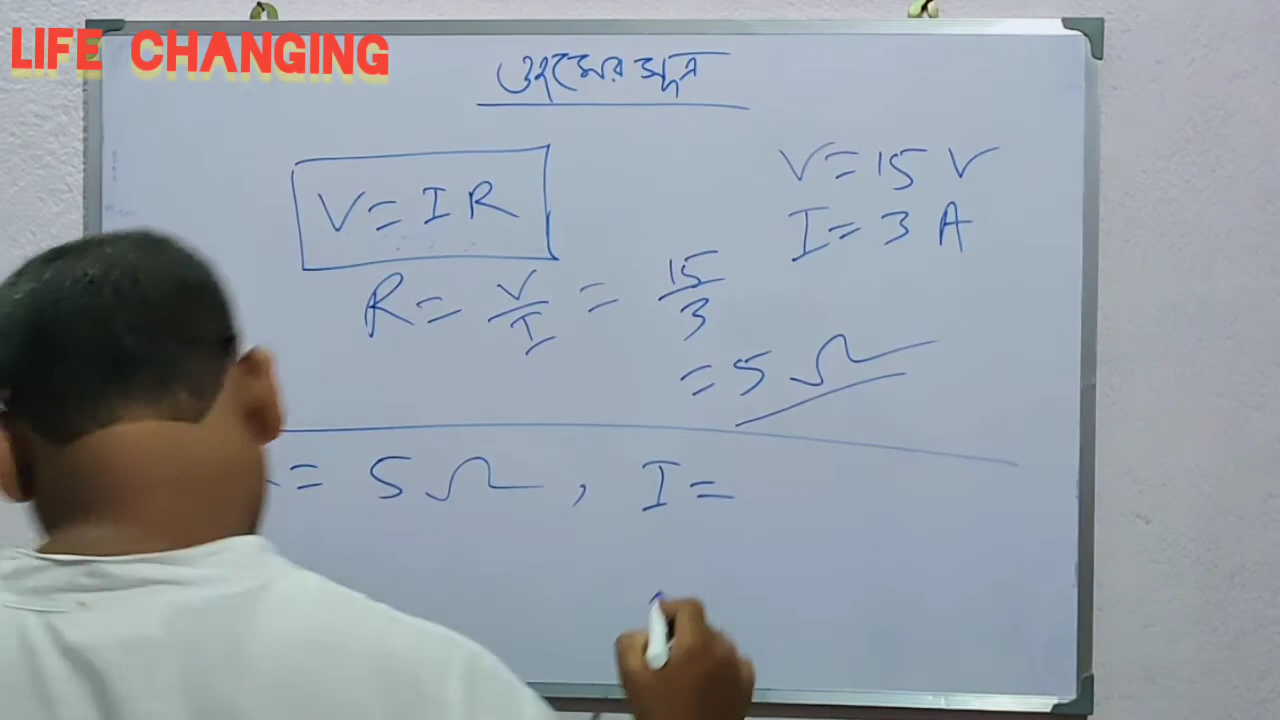 LIFE CHANGING
ওহমের সূত্র
V = IR
V = 15 V
I = 3 A
R = V/I = 15/3
= 5 Ω
= 5 Ω, I =